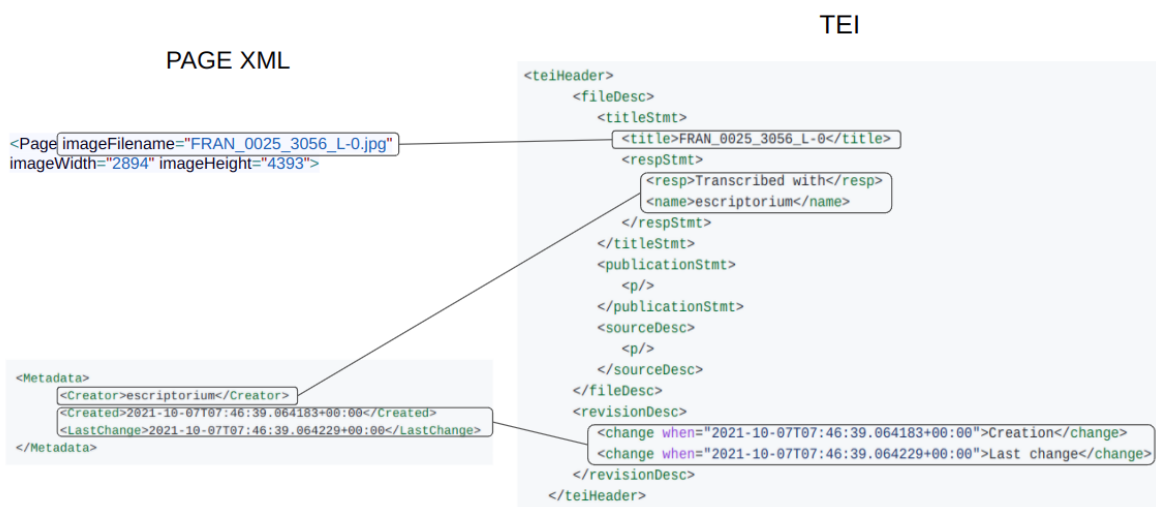 PAGE XML
<Page imageFilename="FRAN_0025_3056_L-0.jpg"
imageWidth="2894" imageHeight="4393">
<Metadata>
<Creator>escriptorium</Creator>
<Created>2021-10-07T07:46:39.064183+00:00</Created>
<LastChange>2021-10-07T07:46:39.064229+00:00</LastChange>
</Metadata>
TEI
<teiHeader>
<fileDesc>
<titleStmt>
<title>FRAN_0025_3056_L-0</title>
<respStmt>
<resp>Transcribed with</resp>
<name>escriptorium</name>
</respStmt>
</titleStmt>
<publicationStmt>
<p/>
</publicationStmt>
<sourceDesc>
<p/>
</sourceDesc>
</fileDesc>
<revisionDesc>
<change when="2021-10-07T07:46:39.064183+00:00">Creation</change>
<change when="2021-10-07T07:46:39.064229+00:00">Last change</change>
</revisionDesc>
</teiHeader>